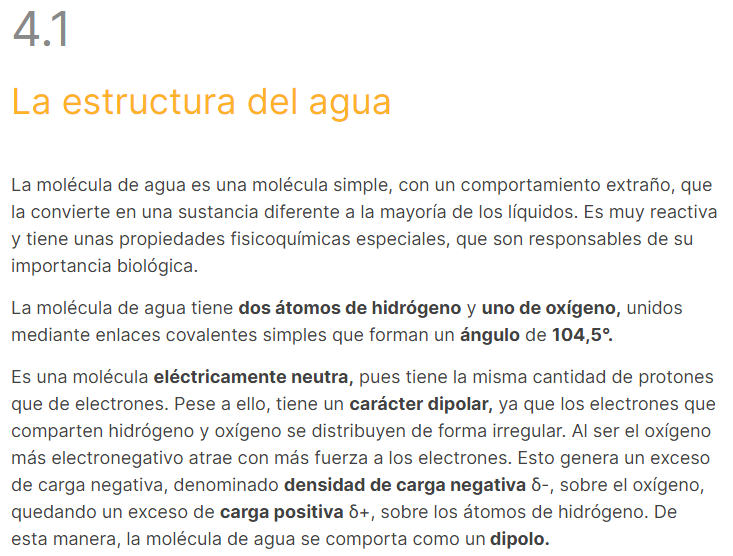 4.1
La estructura del agua
La molécula de agua es una molécula simple, con un comportamiento extraño, que
la convierte en una sustancia diferente a la mayoría de los líquidos. Es muy reactiva
y tiene unas propiedades fisicoquímicas especiales, que son responsables de su
importancia biológica.
La molécula de agua tiene dos átomos de hidrógeno y uno de oxígeno, unidos
mediante enlaces covalentes simples que forman un ángulo de 104,5°.
Es una molécula eléctricamente neutra, pues tiene la misma cantidad de protones
que de electrones. Pese a ello, tiene un carácter dipolar, ya que los electrones que
comparten hidrógeno y oxígeno se distribuyen de forma irregular. Al ser el oxígeno
más electronegativo atrae con más fuerza a los electrones. Esto genera un exceso
de carga negativa, denominado densidad de carga negativa δ-, sobre el oxígeno,
quedando un exceso de carga positiva δ+, sobre los átomos de hidrógeno. De
esta manera, la molécula de agua se comporta como un dipolo.